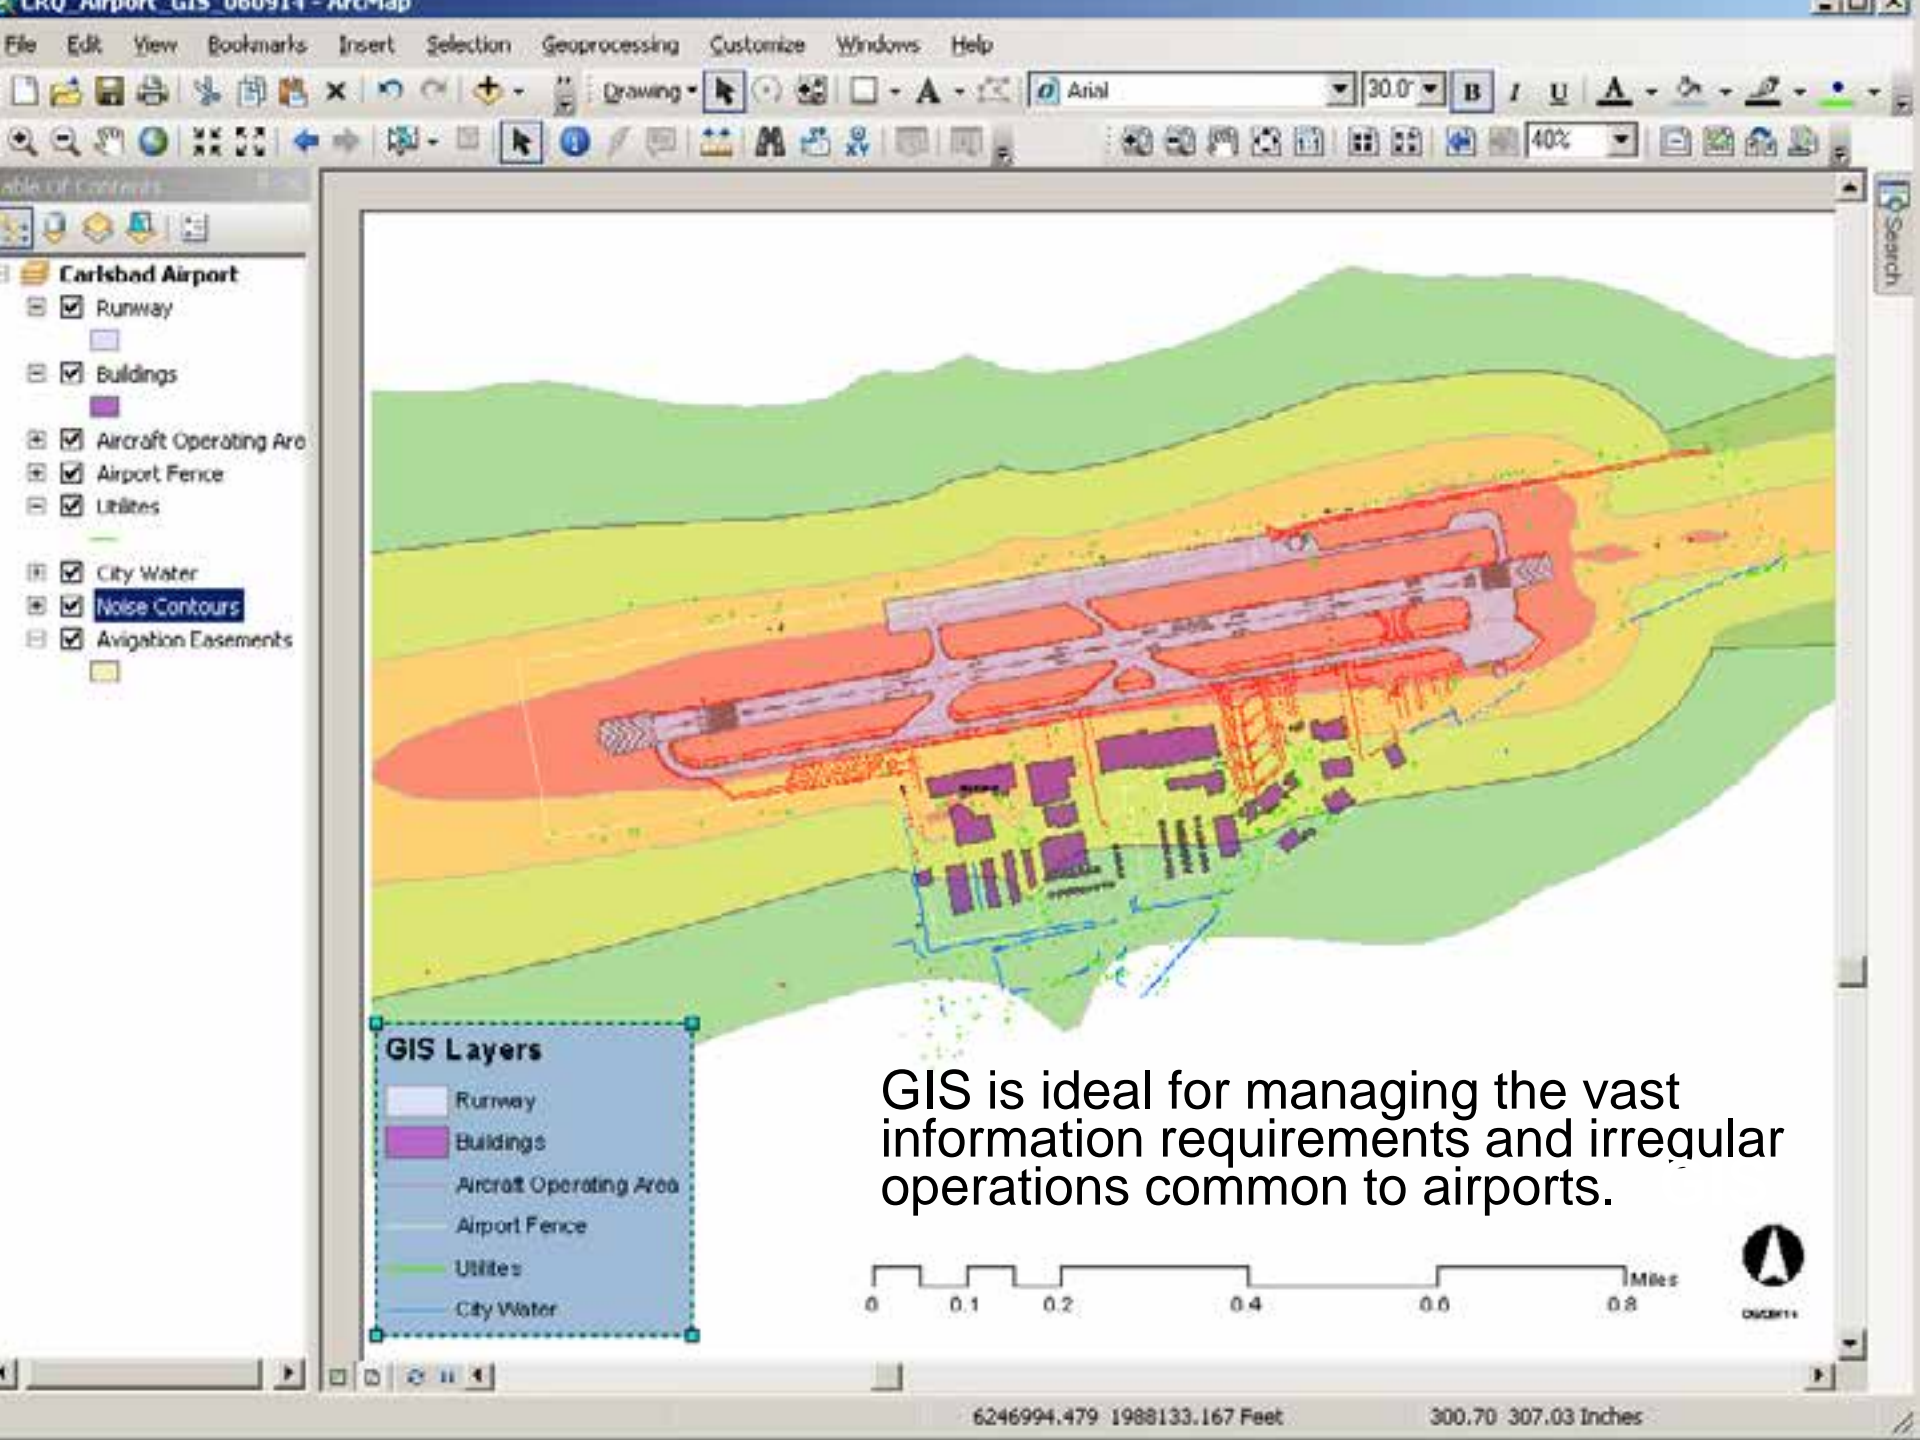 CRQ_Airport_GIS_060914 - ArcMap
File Edit View Bookmarks Insert Selection Geoprocessing Customize Windows Help
Drawing Arial 30.0 B I U A
40%
Table Of Contents
Search
Carlsbad Airport
Runway
Buildings
Aircraft Operating Are
Airport Fence
Utilites
City Water
Noise Contours
Avigation Easements
GIS Layers
Runway
Buildings
Aircraft Operating Area
Airport Fence
Utilites
City Water
GIS is ideal for managing the vast
information requirements and irregular
operations common to airports.
Miles
0 0.1 0.2 0.4 0.6 0.8
6246994.479 1988133.167 Feet 300.70 307.03 Inches